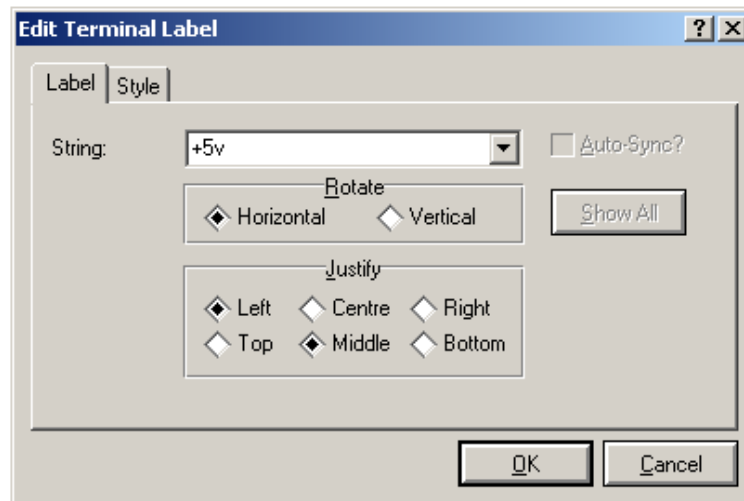 Edit Terminal Label
Label Style
String: +5v Auto-Sync?
Rotate
Horizontal Vertical Show All
Justify
Left Centre Right
Top Middle Bottom
OK Cancel